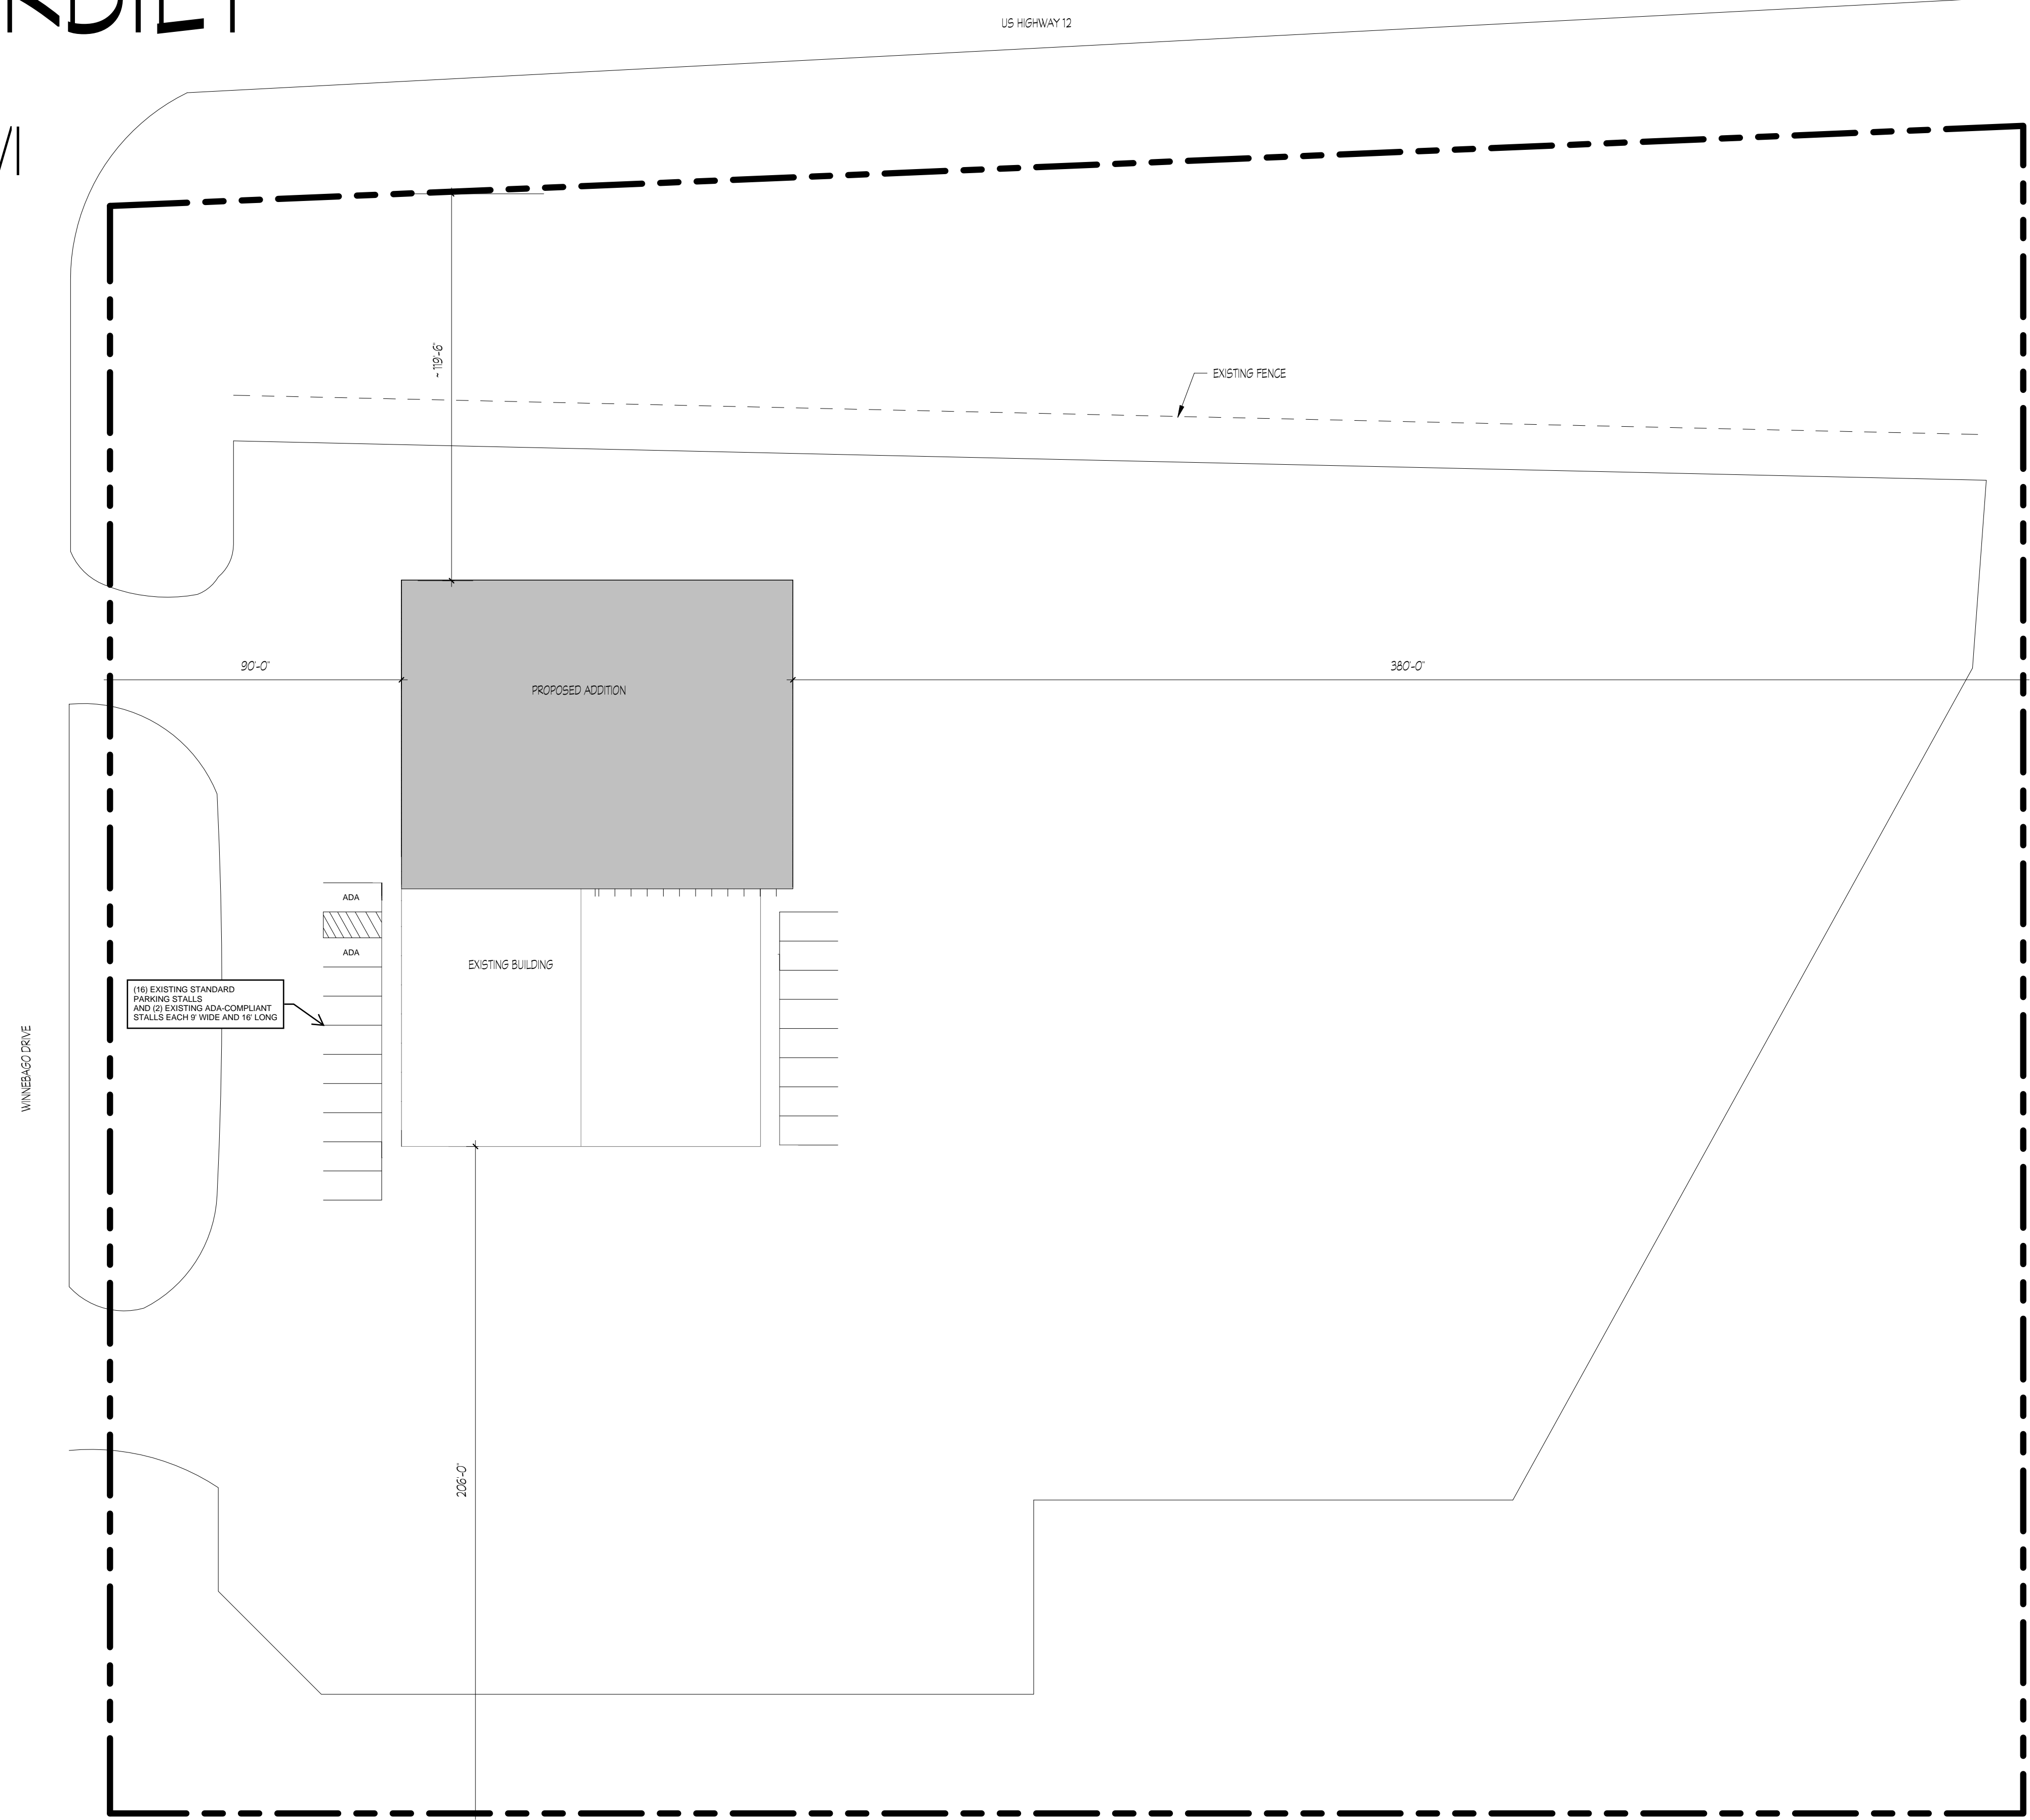 US HIGHWAY 12
~ 119'-6"
EXISTING FENCE
90'-0"
380'-0"
PROPOSED ADDITION
ADA
ADA
EXISTING BUILDING
(16) EXISTING STANDARD
PARKING STALLS
AND (2) EXISTING ADA-COMPLIANT
STALLS EACH 9' WIDE AND 16' LONG
WINNEBAGO DRIVE
206'-0"